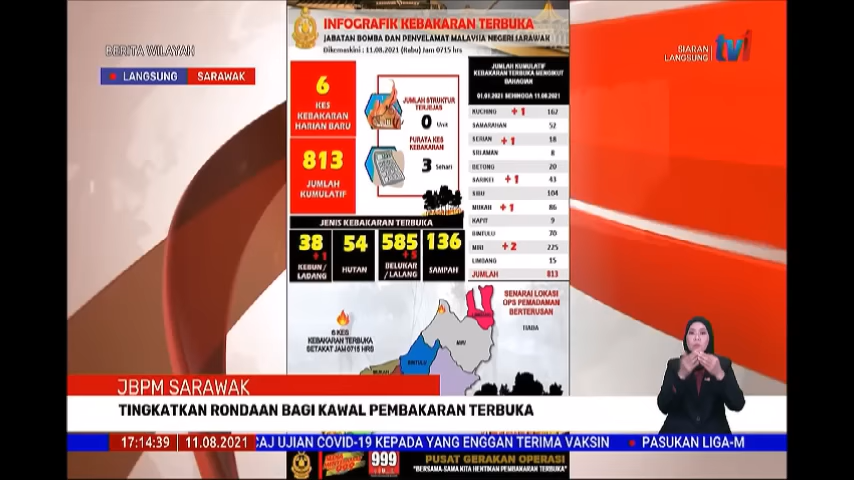 INFOGRAFIK KEBAKARAN TERBUKA
JABATAN BOMBA DAN PENYELAMAT MALAYSIA NEGERI SARAWAK
Dikemaskini : 11.08.2021 (Rabu) Jam 0715 hrs
BERITA WILAYAH
LANGSUNG SARAWAK
SIARAN
LANGSUNG
tv1
6
KES
KEBAKARAN
HARIAN BARU
813
JUMLAH
KUMULATIF
JUMLAH STRUKTUR
TERJEJAS
0 Unit
PURATA KES
KEBAKARAN
3 Sehari
JUMLAH KUMULATIF
KEBAKARAN TERBUKA MENGIKUT
BAHAGIAN
01.01.2021 SEHINGGA 11.08.2021
KUCHING +1 162
SAMARAHAN 52
SERIAN +1 18
SRI AMAN 8
BETONG 20
SARIKEI +1 43
SIBU 104
MUKAH +1 86
KAPIT 9
BINTULU 70
MIRI +2 225
LIMBANG 15
JUMLAH 813
JENIS KEBAKARAN TERBUKA
38 +1 KEBUN/ LADANG
54 HUTAN
585 +5 BELUKAR /LALANG
136 SAMPAH
6 KES
KEBAKARAN TERBUKA
SETAKAT JAM 0715 HRS
MIRI
BINTULU
SENARAI LOKASI
OPS PEMADAMAN
BERTERUSAN
TIADA
JBPM SARAWAK
TINGKATKAN RONDAAN BAGI KAWAL PEMBAKARAN TERBUKA
17:14:39 11.08.2021 CAJ UJIAN COVID-19 KEPADA YANG ENGGAN TERIMA VAKSIN • PASUKAN LIGA-M
999
PUSAT GERAKAN OPERASI
"BERSAMA-SAMA KITA HENTIKAN PEMBAKARAN TERBUKA"